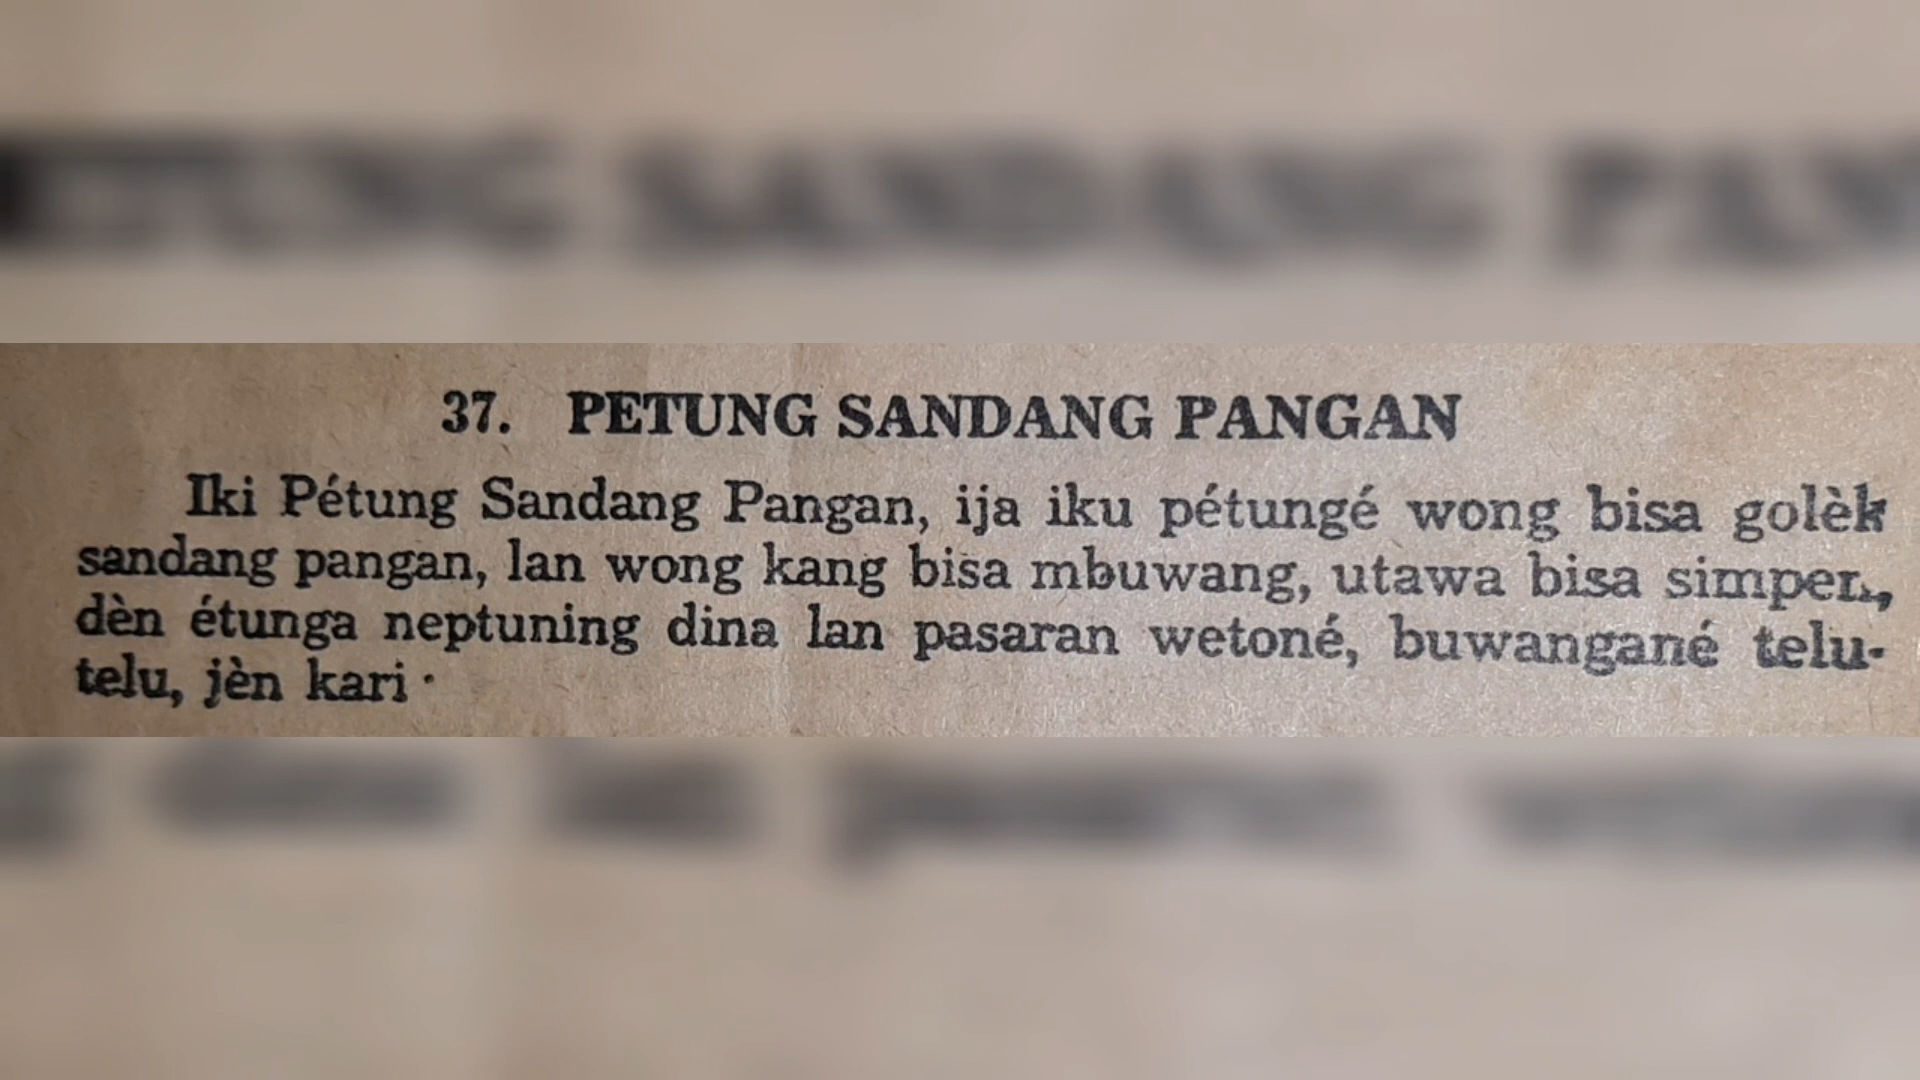 37. PETUNG SANDANG PANGAN
Iki Pétung Sandang Pangan, ija iku pétungé wong bisa golèk
sandang pangan, lan wong kang bisa mbuwang, utawa bisa simpen,
dèn étunga neptuning dina lan pasaran wetoné, buwangané telu-
telu, jèn kari ·